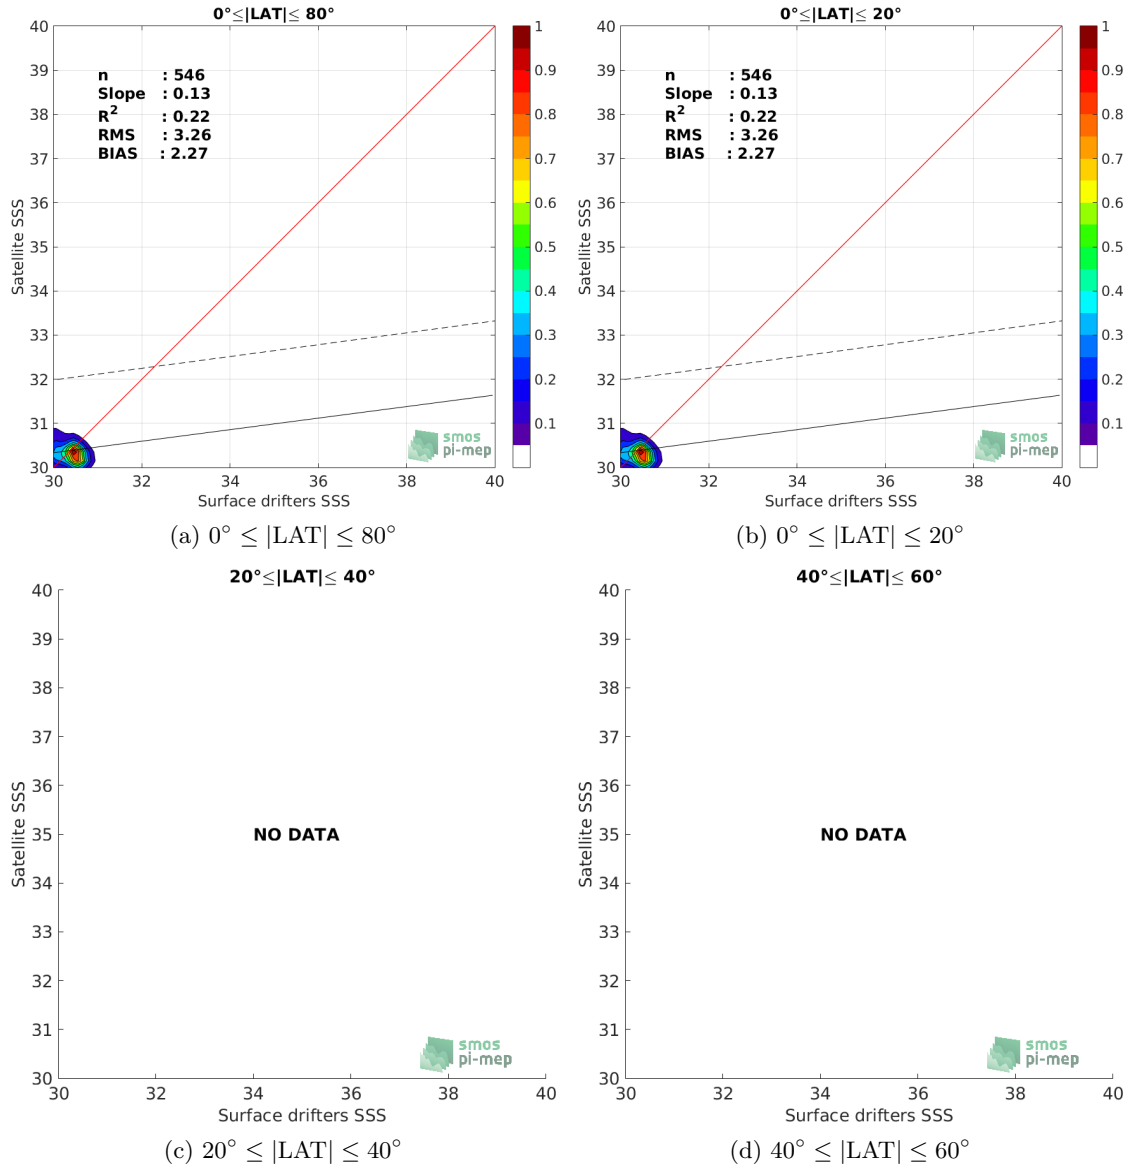 0°≤|LAT|≤ 80°
40
39
38
37
36
35
34
33
32
31
30
Satellite SSS
n : 546
Slope : 0.13
R² : 0.22
RMS : 3.26
BIAS : 2.27
smos
pi-mep
30 32 34 36 38 40
Surface drifters SSS
1
0.9
0.8
0.7
0.6
0.5
0.4
0.3
0.2
0.1
(a) 0° ≤ |LAT| ≤ 80°
0°≤|LAT|≤ 20°
40
39
38
37
36
35
34
33
32
31
30
Satellite SSS
n : 546
Slope : 0.13
R² : 0.22
RMS : 3.26
BIAS : 2.27
smos
pi-mep
30 32 34 36 38 40
Surface drifters SSS
1
0.9
0.8
0.7
0.6
0.5
0.4
0.3
0.2
0.1
(b) 0° ≤ |LAT| ≤ 20°
20°≤|LAT|≤ 40°
40
39
38
37
36
35
34
33
32
31
30
Satellite SSS
NO DATA
smos
pi-mep
30 32 34 36 38 40
Surface drifters SSS
(c) 20° ≤ |LAT| ≤ 40°
40°≤|LAT|≤ 60°
40
39
38
37
36
35
34
33
32
31
30
Satellite SSS
NO DATA
smos
pi-mep
30 32 34 36 38 40
Surface drifters SSS
(d) 40° ≤ |LAT| ≤ 60°